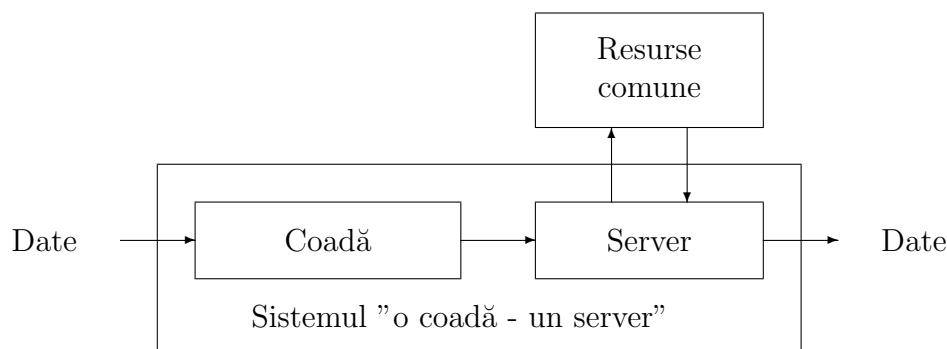 Resurse
comune
Date
Coadă
Server
Date
Sistemul ”o coadă - un server”